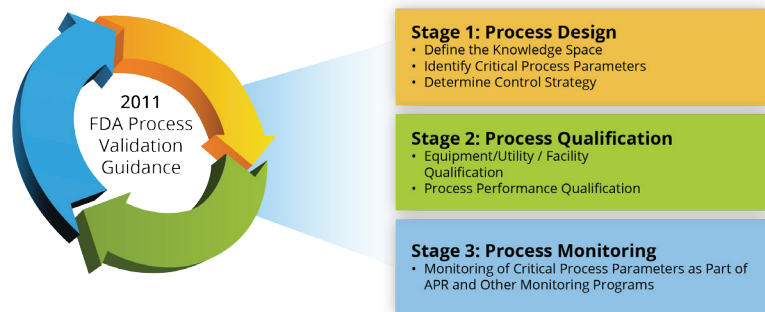 2011
FDA Process
Validation
Guidance
Stage 1: Process Design
• Define the Knowledge Space
• Identify Critical Process Parameters
• Determine Control Strategy
Stage 2: Process Qualification
• Equipment/Utility / Facility
Qualification
• Process Performance Qualification
Stage 3: Process Monitoring
• Monitoring of Critical Process Parameters as Part of
APR and Other Monitoring Programs